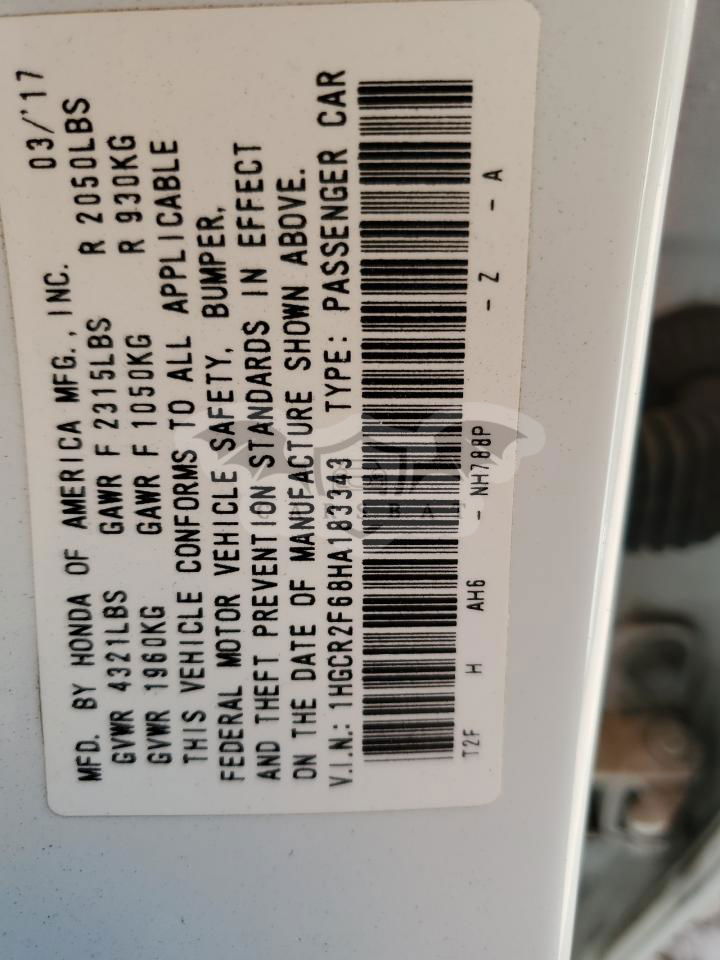 MFD. BY HONDA OF AMERICA MFG., INC. 03/'17
GVWR 4321LBS GAWR F 2315LBS R 2050LBS
GVWR 1960KG GAWR F 1050KG R 930KG
THIS VEHICLE CONFORMS TO ALL APPLICABLE
FEDERAL MOTOR VEHICLE SAFETY, BUMPER,
AND THEFT PREVENTION STANDARDS IN EFFECT
ON THE DATE OF MANUFACTURE SHOWN ABOVE.
V.I.N.: 1HGCR2F68HA183343 TYPE: PASSENGER CAR
T2F H AH6 - NH788P - Z - A